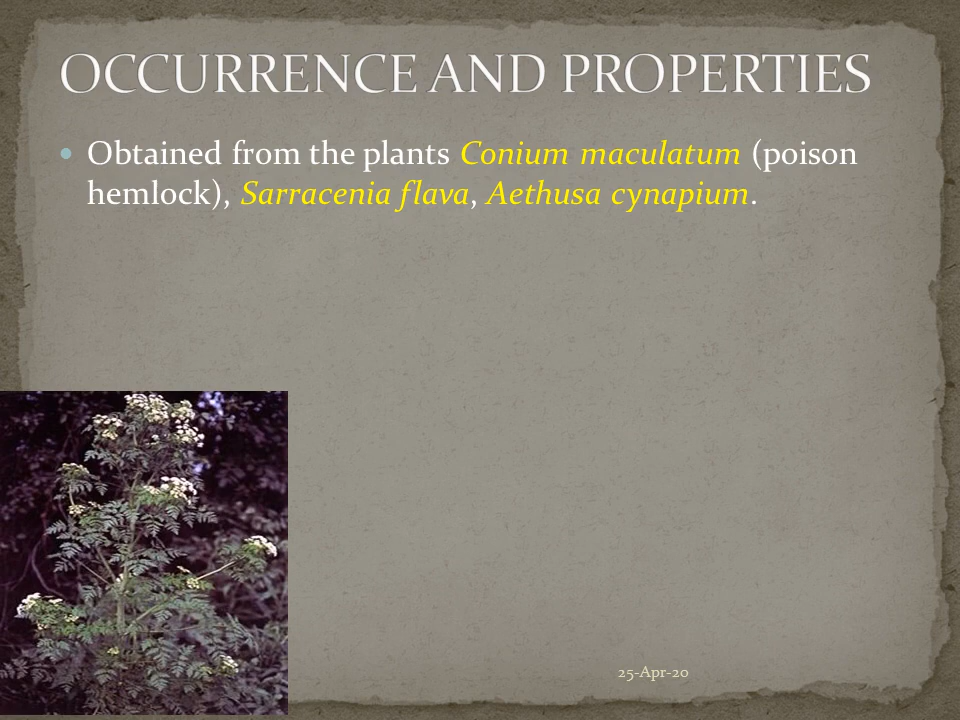 OCCURRENCE AND PROPERTIES
• Obtained from the plants Conium maculatum (poison
hemlock), Sarracenia flava, Aethusa cynapium.
25-Apr-20